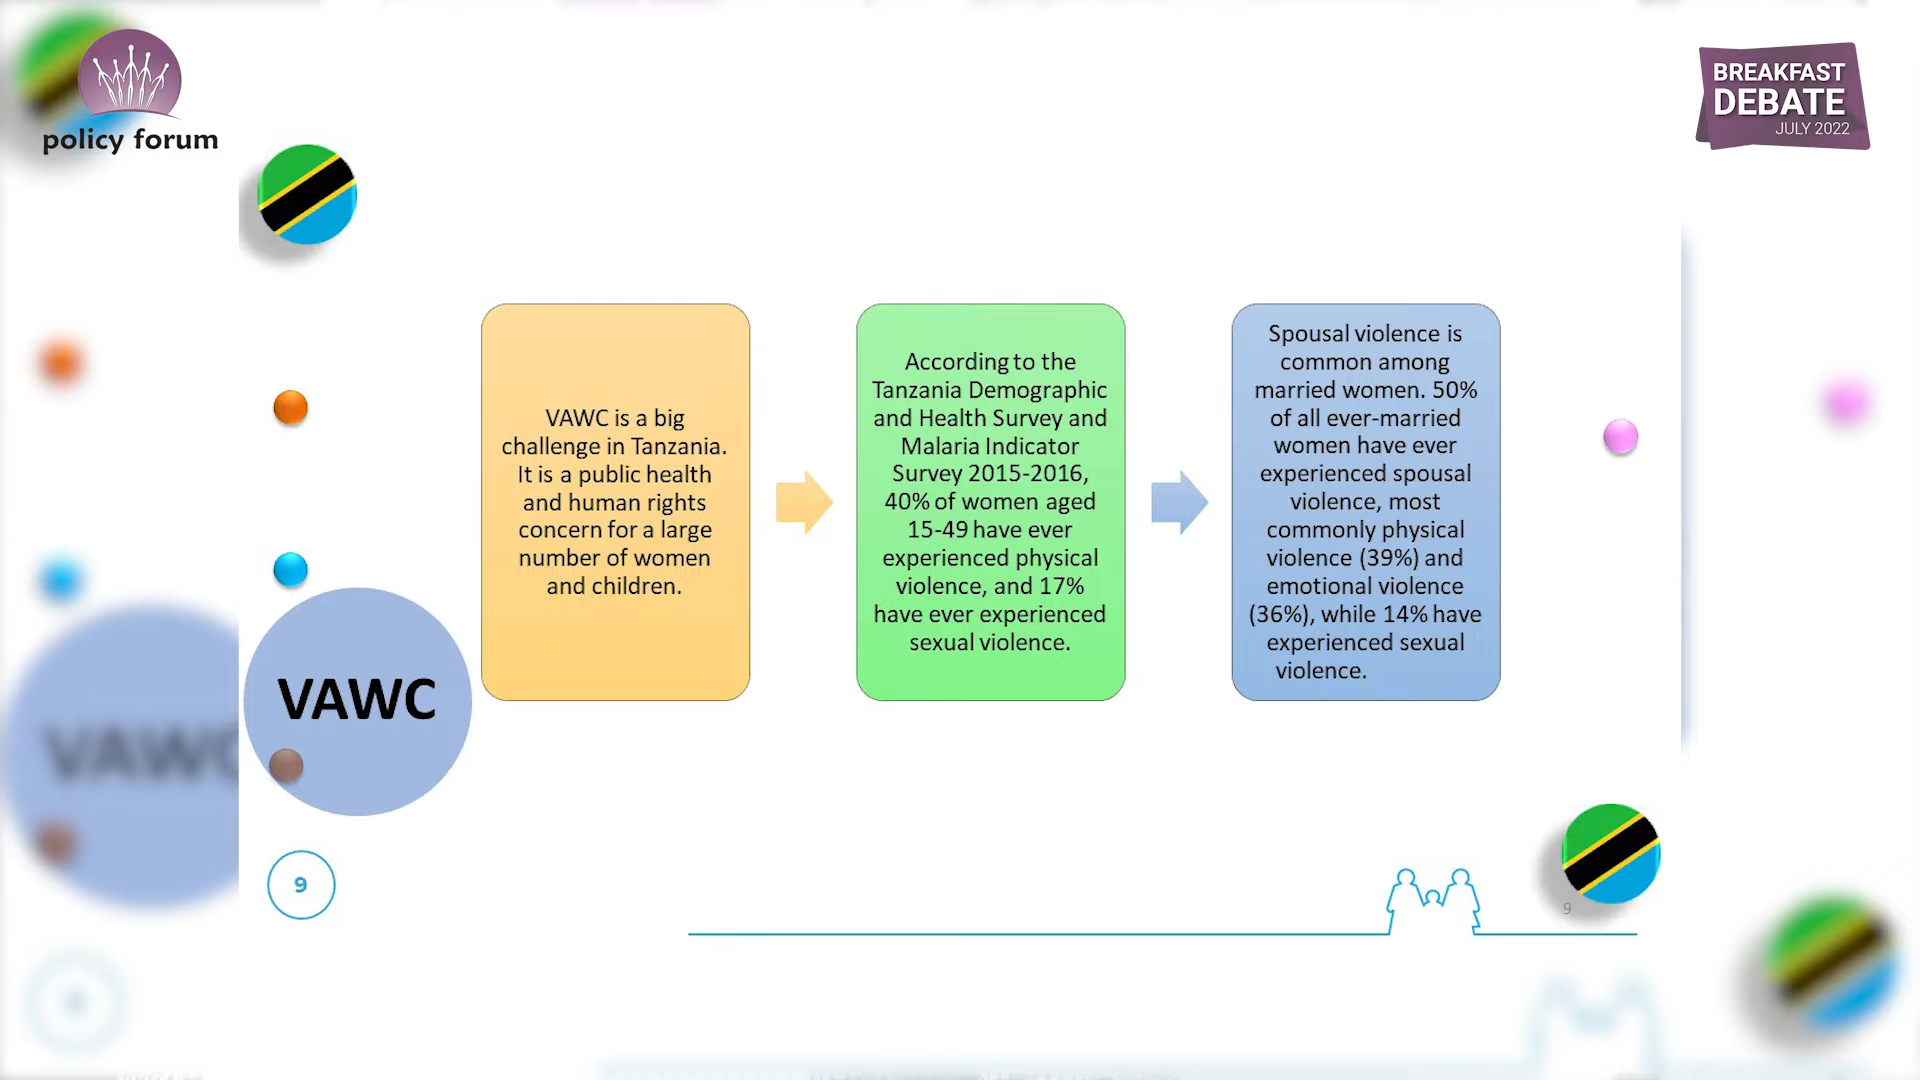 policy forum
BREAKFAST
DEBATE
JULY 2022
VAWC is a big
challenge in Tanzania.
It is a public health
and human rights
concern for a large
number of women
and children.
According to the
Tanzania Demographic
and Health Survey and
Malaria Indicator
Survey 2015-2016,
40% of women aged
15-49 have ever
experienced physical
violence, and 17%
have ever experienced
sexual violence.
Spousal violence is
common among
married women. 50%
of all ever-married
women have ever
experienced spousal
violence, most
commonly physical
violence (39%) and
emotional violence
(36%), while 14% have
experienced sexual
violence.
VAWC
VAWC
9
9